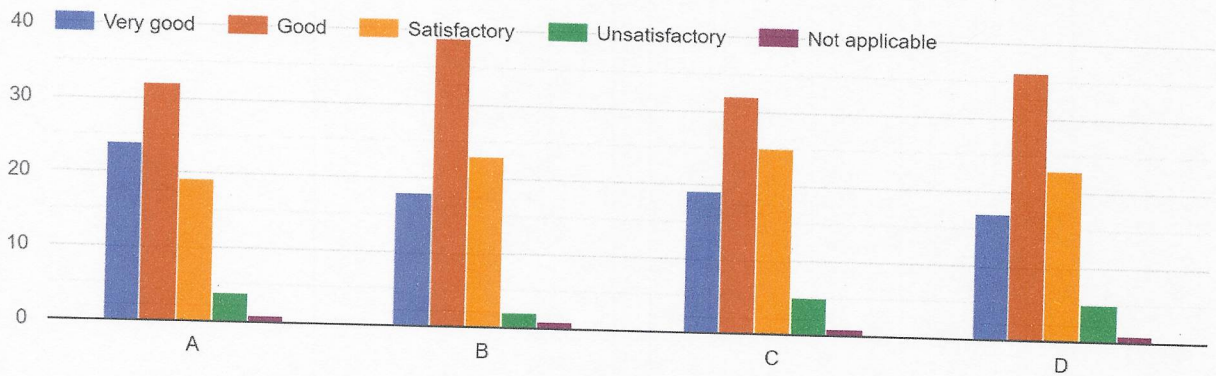 40
Very good
Good
Satisfactory
Unsatisfactory
Not applicable
30
20
10
0
A
B
C
D